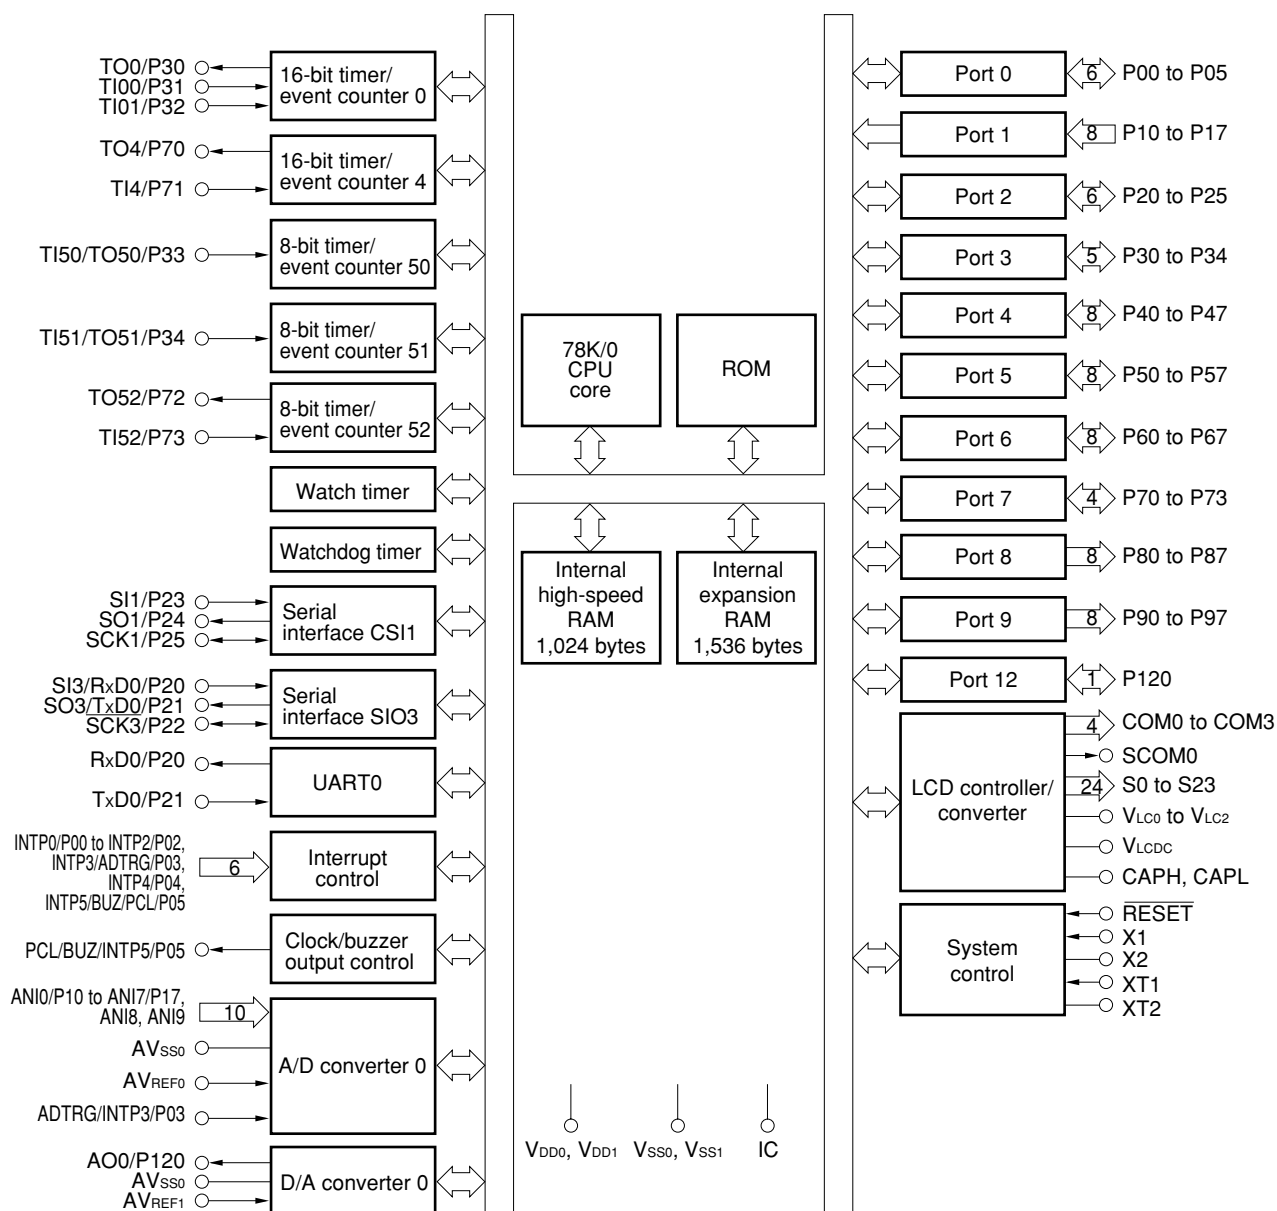 TO0/P30
TI00/P31
TI01/P32
16-bit timer/
event counter 0
TO4/P70
TI4/P71
16-bit timer/
event counter 4
TI50/TO50/P33
8-bit timer/
event counter 50
TI51/TO51/P34
8-bit timer/
event counter 51
TO52/P72
TI52/P73
8-bit timer/
event counter 52
Watch timer
Watchdog timer
SI1/P23
SO1/P24
SCK1/P25
Serial
interface CSI1
SI3/RxD0/P20
SO3/TxD0/P21
SCK3/P22
Serial
interface SIO3
RxD0/P20
TxD0/P21
UART0
INTP0/P00 to INTP2/P02,
INTP3/ADTRG/P03,
INTP4/P04,
INTP5/BUZ/PCL/P05
6
Interrupt
control
PCL/BUZ/INTP5/P05
Clock/buzzer
output control
ANI0/P10 to ANI7/P17,
ANI8, ANI9
10
AVSS0
AVREF0
ADTRG/INTP3/P03
A/D converter 0
AO0/P120
AVSS0
AVREF1
D/A converter 0
78K/0
CPU
core
ROM
Internal
high-speed
RAM
1,024 bytes
Internal
expansion
RAM
1,536 bytes
VDD0, VDD1
VSS0, VSS1
IC
Port 0
6
P00 to P05
Port 1
8
P10 to P17
Port 2
6
P20 to P25
Port 3
5
P30 to P34
Port 4
8
P40 to P47
Port 5
8
P50 to P57
Port 6
8
P60 to P67
Port 7
4
P70 to P73
Port 8
8
P80 to P87
Port 9
8
P90 to P97
Port 12
1
P120
LCD controller/
converter
4
COM0 to COM3
SCOM0
24
S0 to S23
VLC0 to VLC2
VLCDC
CAPH, CAPL
System
control
RESET
X1
X2
XT1
XT2